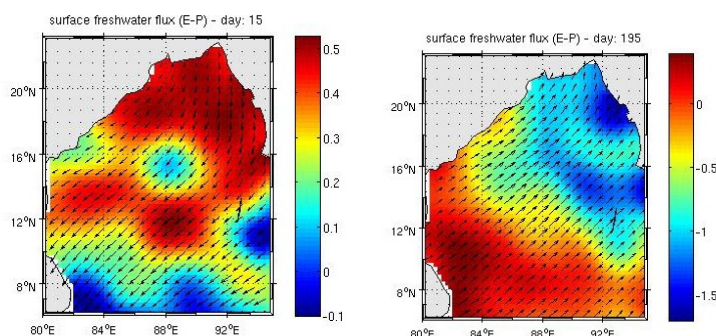 surface freshwater flux (E-P) - day: 15
20°N
16°N
12°N
8°N
80°E
84°E
88°E
92°E
0.5
0.4
0.3
0.2
0.1
0
-0.1
surface freshwater flux (E-P) - day: 195
20°N
16°N
12°N
8°N
80°E
84°E
88°E
92°E
0
-0.5
-1
-1.5